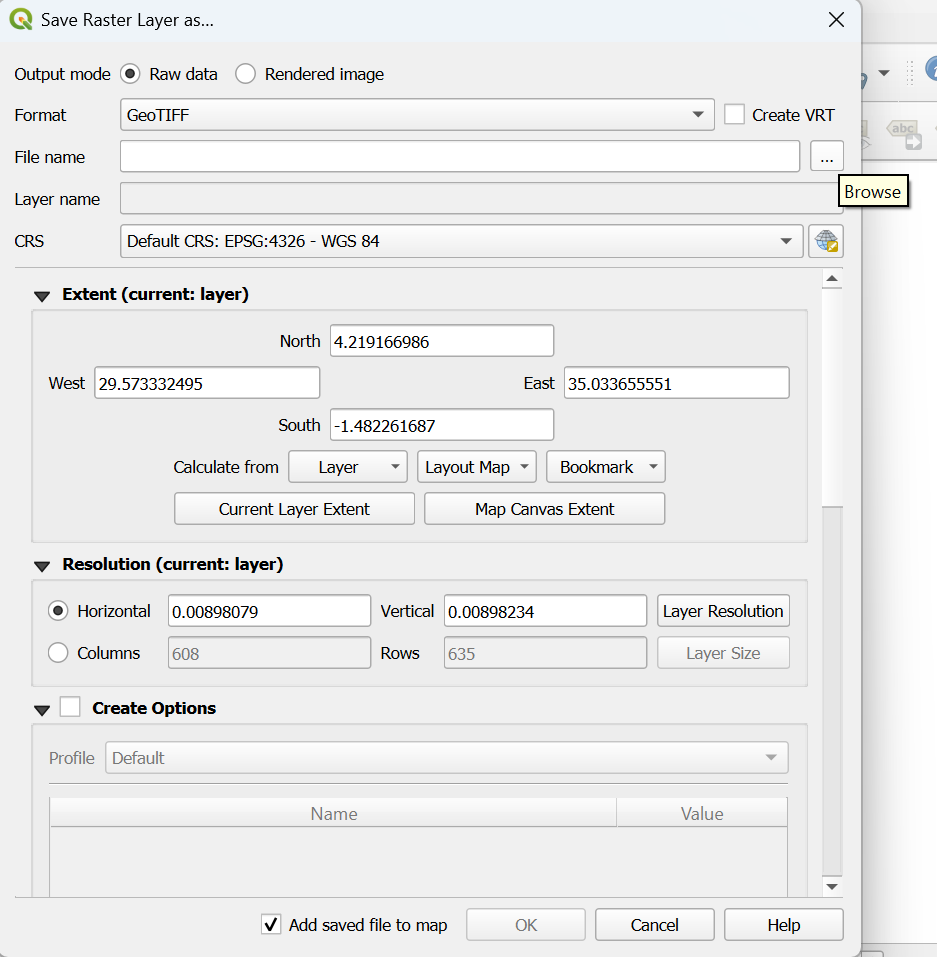 Save Raster Layer as...
Output mode Raw data Rendered image
Format GeoTIFF Create VRT
File name ...
abc
Browse
Layer name
CRS Default CRS: EPSG:4326 - WGS 84
Extent (current: layer)
North 4.219166986
West 29.573332495 East 35.033655551
South -1.482261687
Calculate from Layer Layout Map Bookmark
Current Layer Extent Map Canvas Extent
Resolution (current: layer)
Horizontal 0.00898079 Vertical 0.00898234 Layer Resolution
Columns 608 Rows 635 Layer Size
Create Options
Profile Default
Name Value
Add saved file to map OK Cancel Help